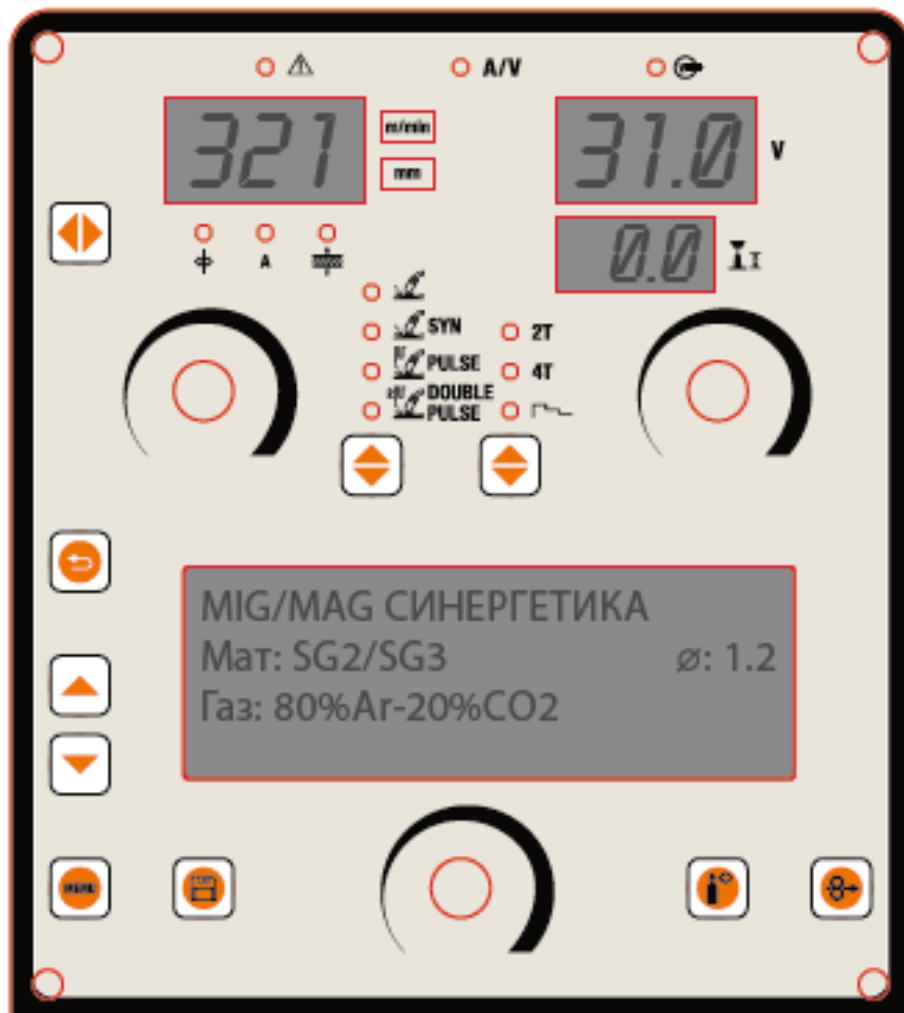 A/V
321
m/min
mm
31.0 V
0.0
A
SYN
PULSE
DOUBLE
PULSE
2T
4T
MIG/MAG СИНЕРГЕТИКА
Мат: SG2/SG3 ø: 1.2
Газ: 80%Ar-20%CO2
MENU